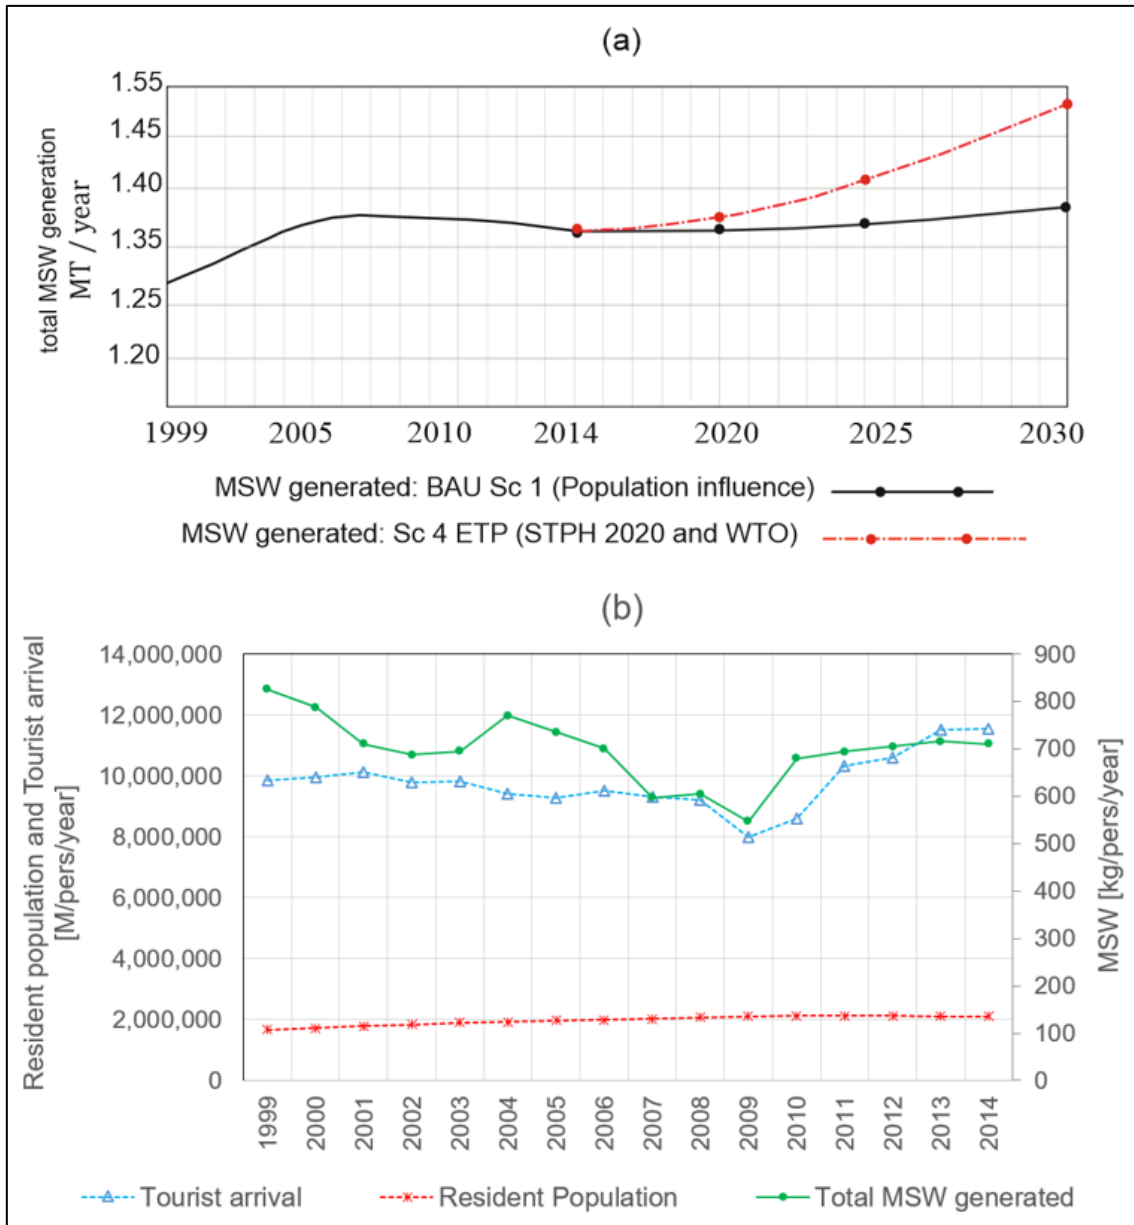 (a)
total MSW generation
MT / year
1.55
1.45
1.40
1.35
1.25
1.20
1999 2005 2010 2014 2020 2025 2030
MSW generated: BAU Sc 1 (Population influence)
MSW generated: Sc 4 ETP (STPH 2020 and WTO)
(b)
Resident population and Tourist arrival
[M/pers/year]
14,000,000
12,000,000
10,000,000
8,000,000
6,000,000
4,000,000
2,000,000
0
900
800
700
600
500
400
300
200
100
0
MSW [kg/pers/year]
1999 2000 2001 2002 2003 2004 2005 2006 2007 2008 2009 2010 2011 2012 2013 2014
Tourist arrival Resident Population Total MSW generated